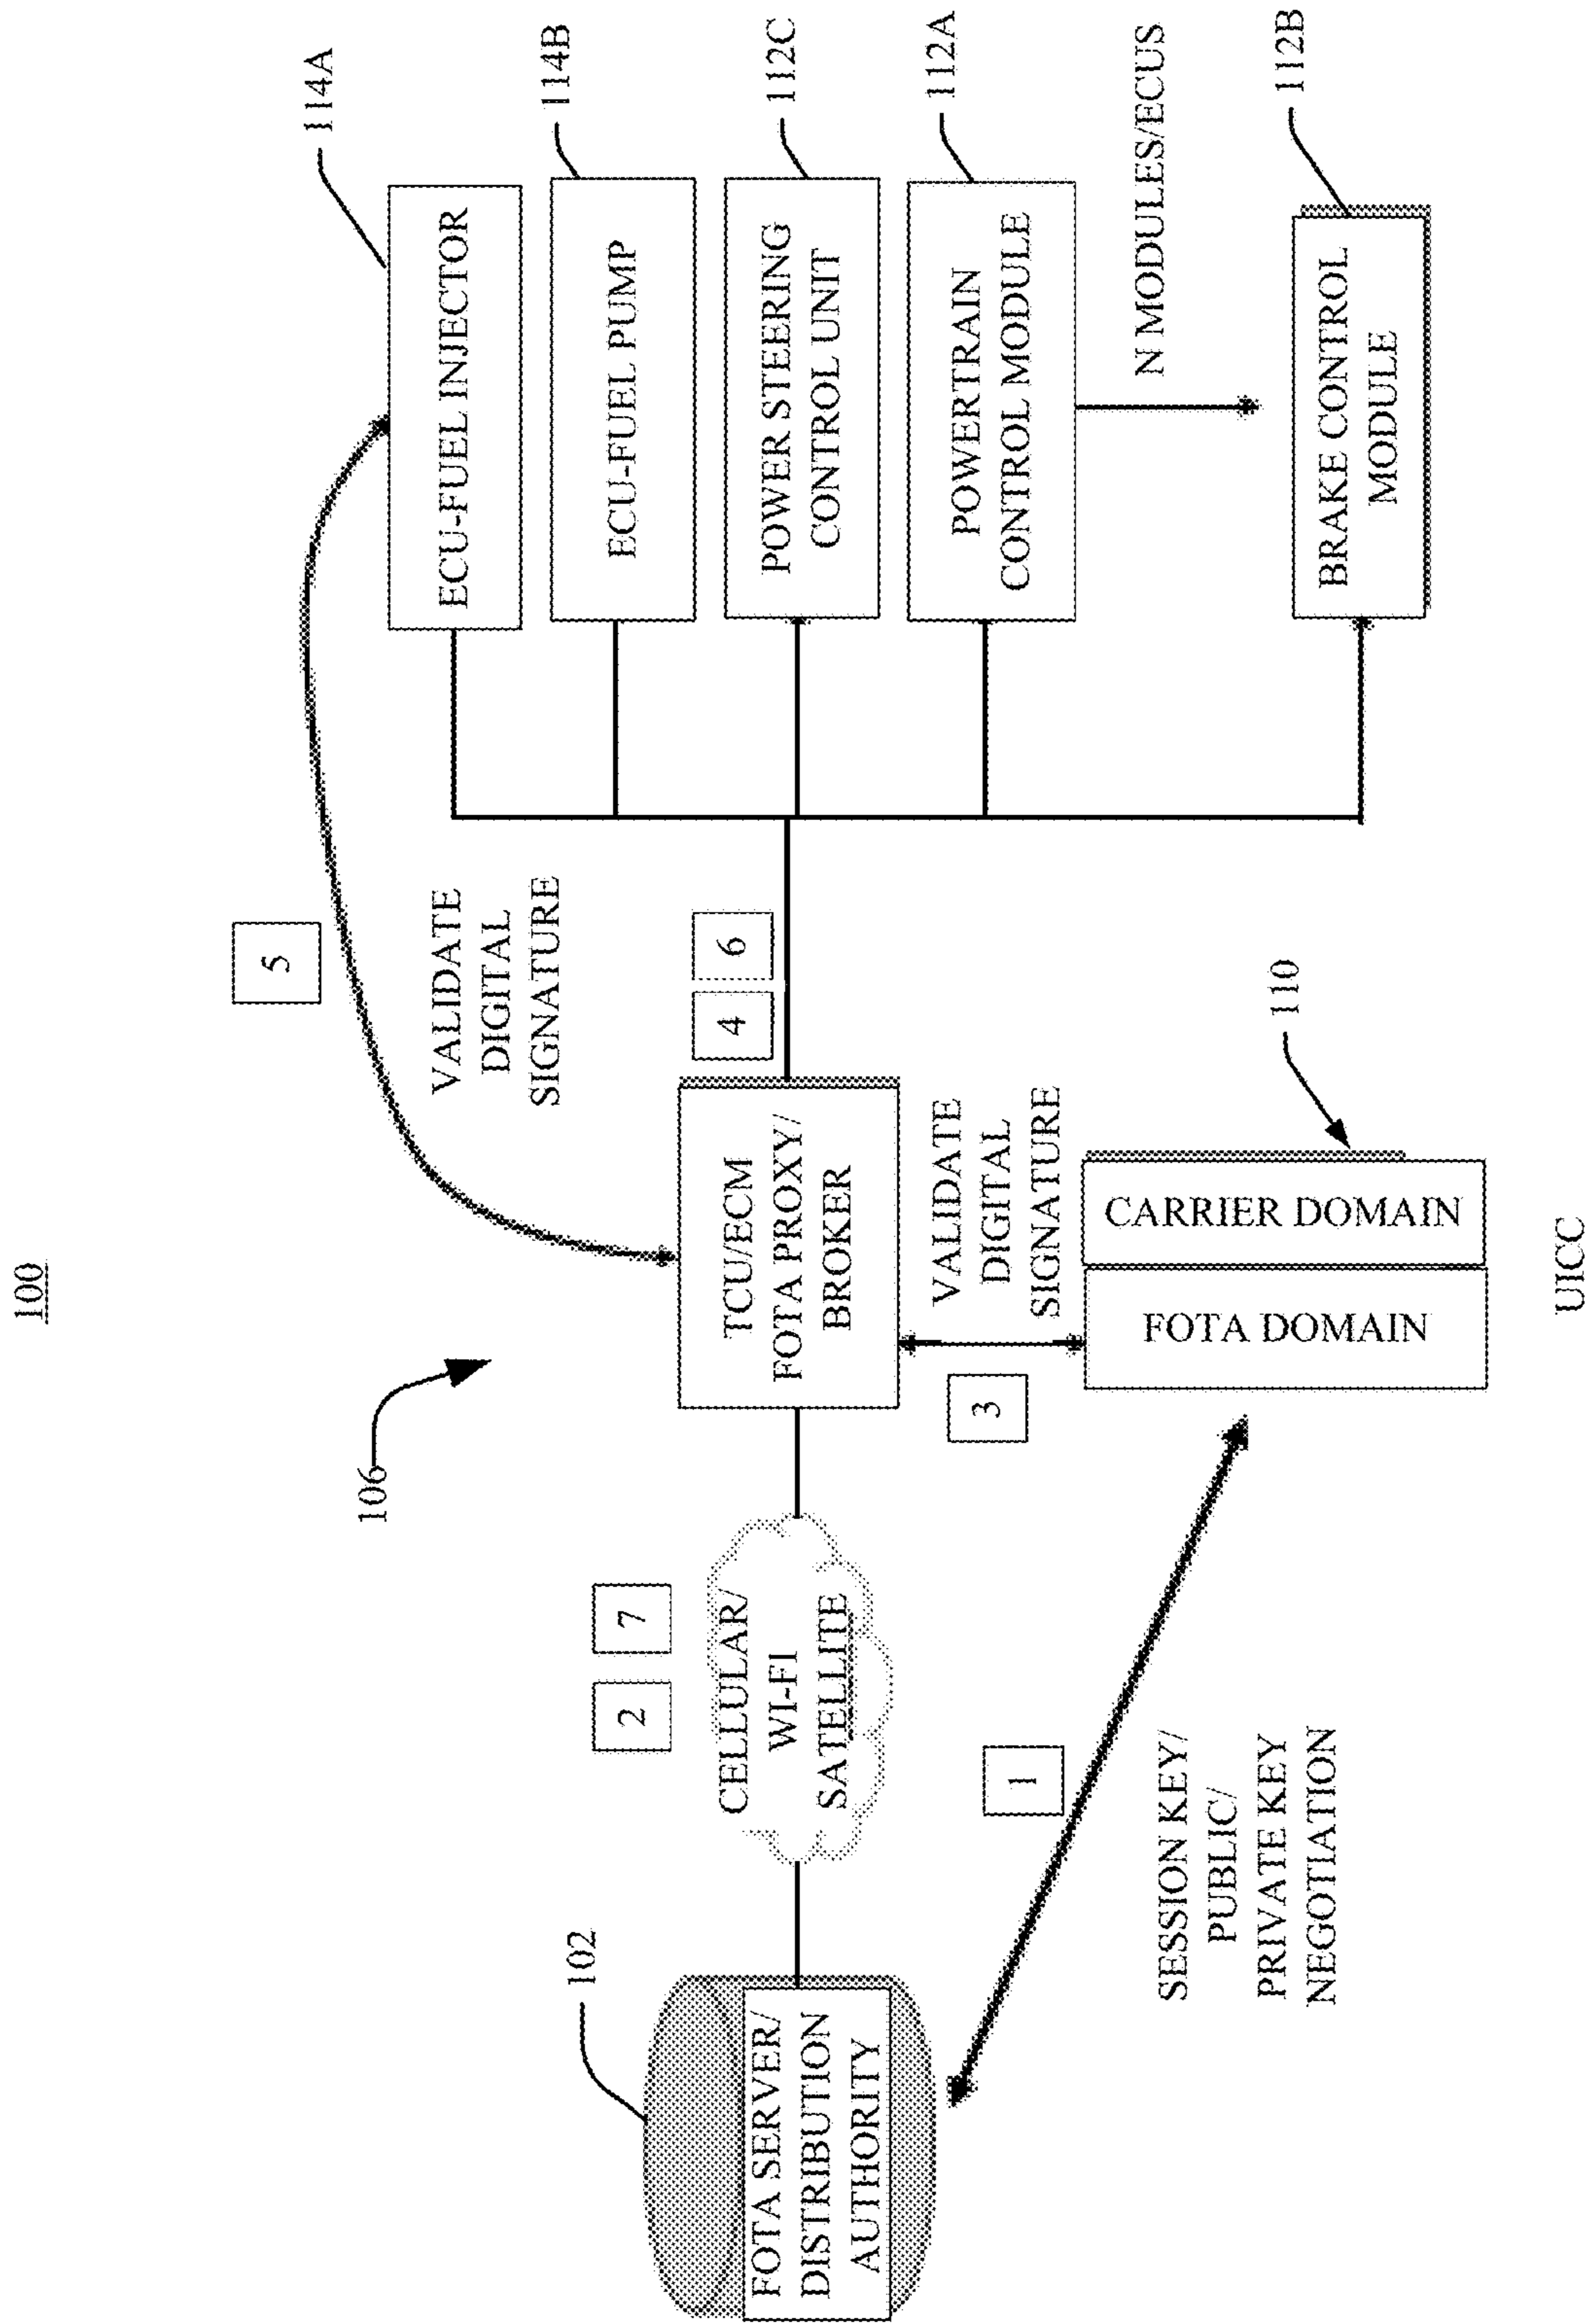 100
106
102
FOTA SERVER/
DISTRIBUTION
AUTHORITY
2
7
CELLULAR/
WI-FI
SATELLITE
1
SESSION KEY/
PUBLIC/
PRIVATE KEY
NEGOTIATION
TCU/ECM
FOTA PROXY/
BROKER
3
VALIDATE
DIGITAL
SIGNATURE
FOTA DOMAIN
CARRIER DOMAIN
110
UICC
5
VALIDATE
DIGITAL
SIGNATURE
4
6
114A
ECU-FUEL INJECTOR
114B
ECU-FUEL PUMP
112C
POWER STEERING
CONTROL UNIT
112A
POWERTRAIN
CONTROL MODULE
N MODULES/ECUS
112B
BRAKE CONTROL
MODULE